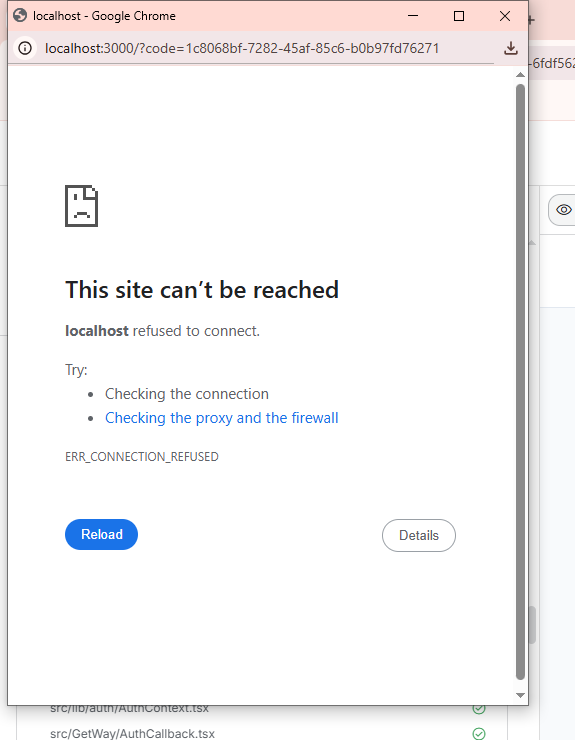 localhost - Google Chrome
localhost:3000/?code=1c8068bf-7282-45af-85c6-b0b97fd76271
-6fdf562
This site can’t be reached
localhost refused to connect.
Try:
• Checking the connection
• Checking the proxy and the firewall
ERR_CONNECTION_REFUSED
Reload
Details
src/lib/auth/AuthContext.tsx
src/GetWay/AuthCallback.tsx